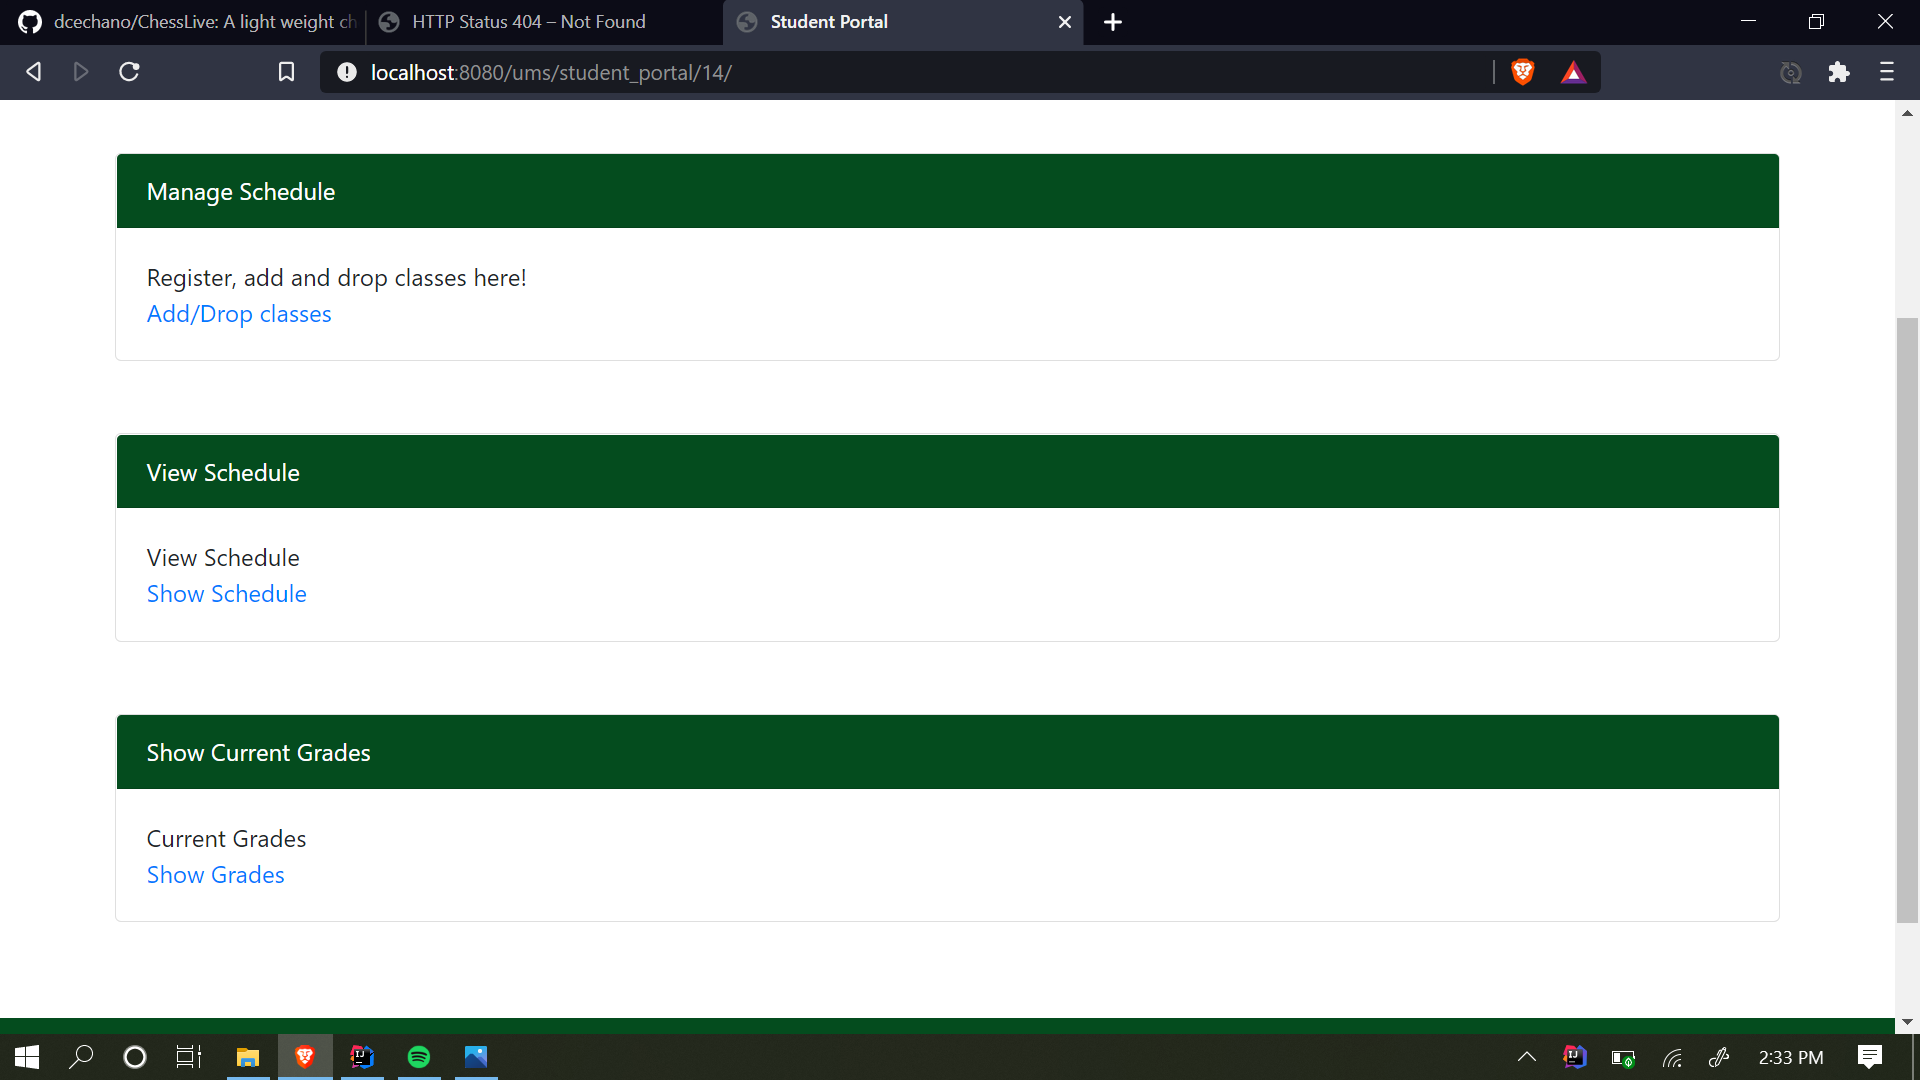 dcechano/ChessLive: A light weight ch
HTTP Status 404 – Not Found
Student Portal
localhost:8080/ums/student_portal/14/
Manage Schedule
Register, add and drop classes here!
Add/Drop classes
View Schedule
View Schedule
Show Schedule
Show Current Grades
Current Grades
Show Grades
2:33 PM